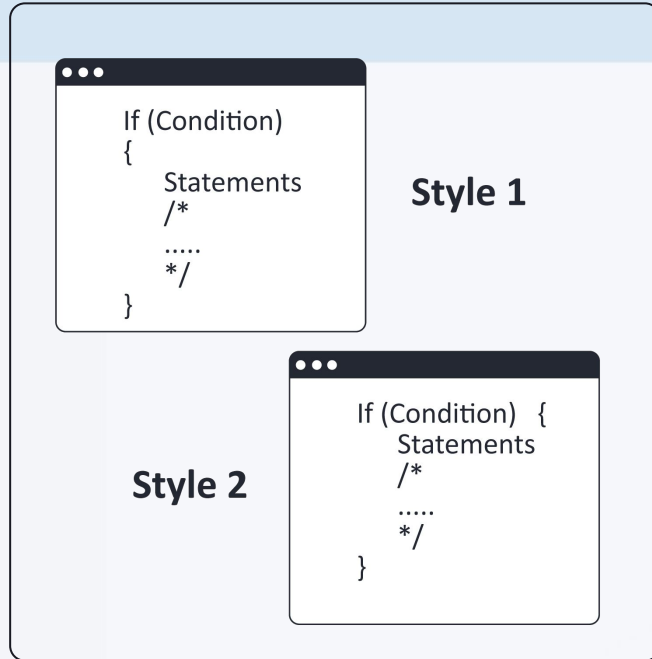 If (Condition)
{
Statements
/*
.....
*/
}
Style 1
If (Condition) {
Statements
/*
.....
*/
}
Style 2